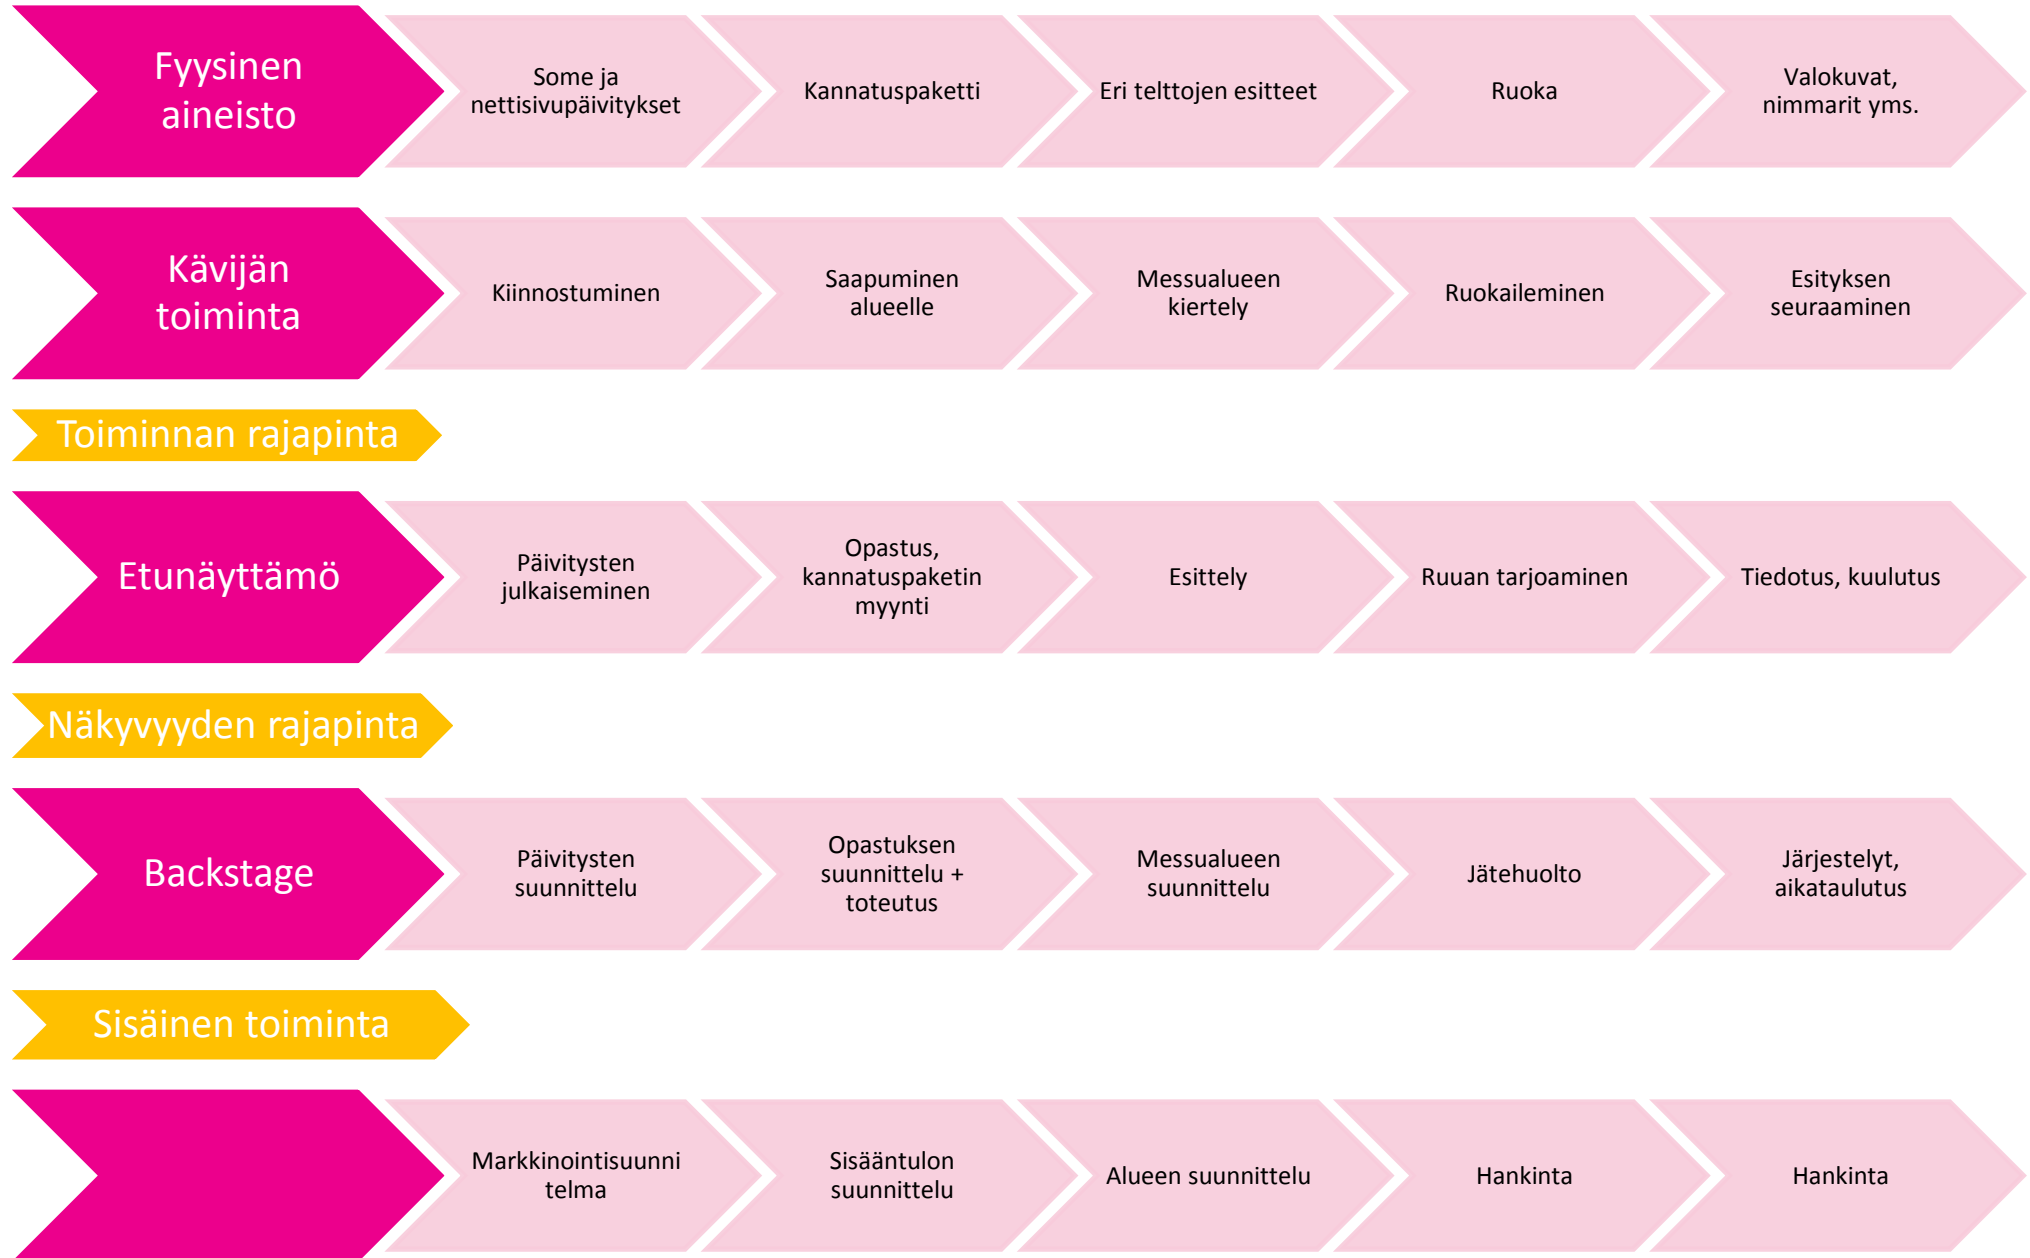 Fyysinen
aineisto
Some ja
nettisivupäivitykset
Kannatuspaketti
Eri telttojen esitteet
Ruoka
Valokuvat,
nimmarit yms.
Kävijän
toiminta
Kiinnostuminen
Saapuminen
alueelle
Messualueen
kiertely
Ruokaileminen
Esityksen
seuraaminen
Toiminnan rajapinta
Etunäyttämö
Päivitysten
julkaiseminen
Opastus,
kannatuspaketin
myynti
Esittely
Ruuan tarjoaminen
Tiedotus, kuulutus
Näkyvyyden rajapinta
Backstage
Päivitysten
suunnittelu
Opastuksen
suunnittelu +
toteutus
Messualueen
suunnittelu
Jätehuolto
Järjestelyt,
aikataulutus
Sisäinen toiminta
Markkinointisuunni
telma
Sisääntulon
suunnittelu
Alueen suunnittelu
Hankinta
Hankinta